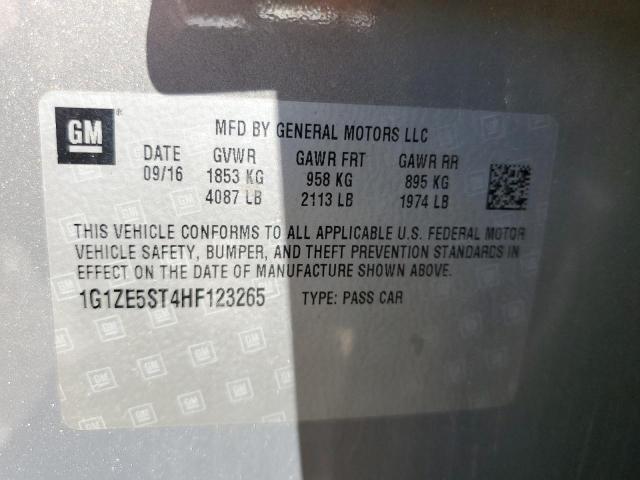 GM
MFD BY GENERAL MOTORS LLC
DATE GVWR GAWR FRT GAWR RR
09/16 1853 KG 958 KG 895 KG
4087 LB 2113 LB 1974 LB
THIS VEHICLE CONFORMS TO ALL APPLICABLE U.S. FEDERAL MOTOR
VEHICLE SAFETY, BUMPER, AND THEFT PREVENTION STANDARDS IN
EFFECT ON THE DATE OF MANUFACTURE SHOWN ABOVE.
1G1ZE5ST4HF123265 TYPE: PASS CAR